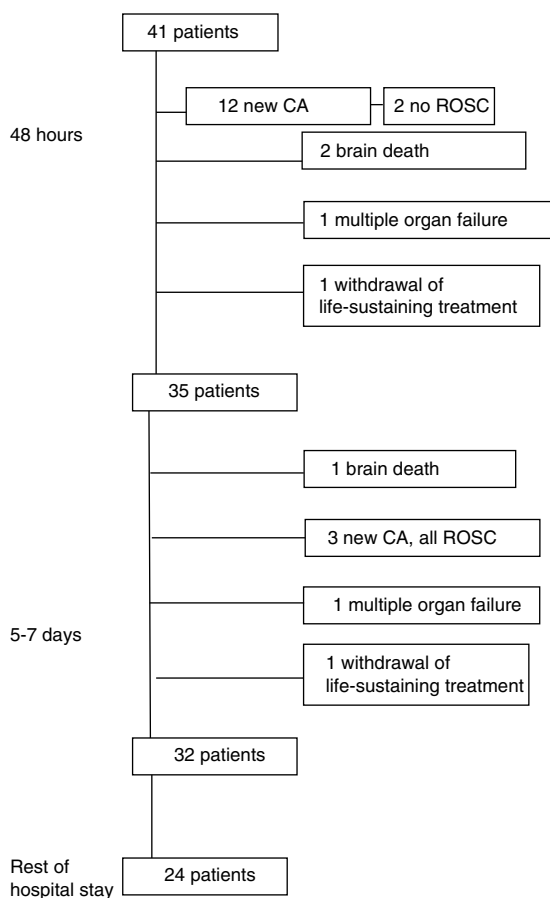 41 patients
12 new CA
2 no ROSC
48 hours
2 brain death
1 multiple organ failure
1 withdrawal of
life-sustaining treatment
35 patients
1 brain death
3 new CA, all ROSC
1 multiple organ failure
5-7 days
1 withdrawal of
life-sustaining treatment
32 patients
Rest of
hospital stay
24 patients